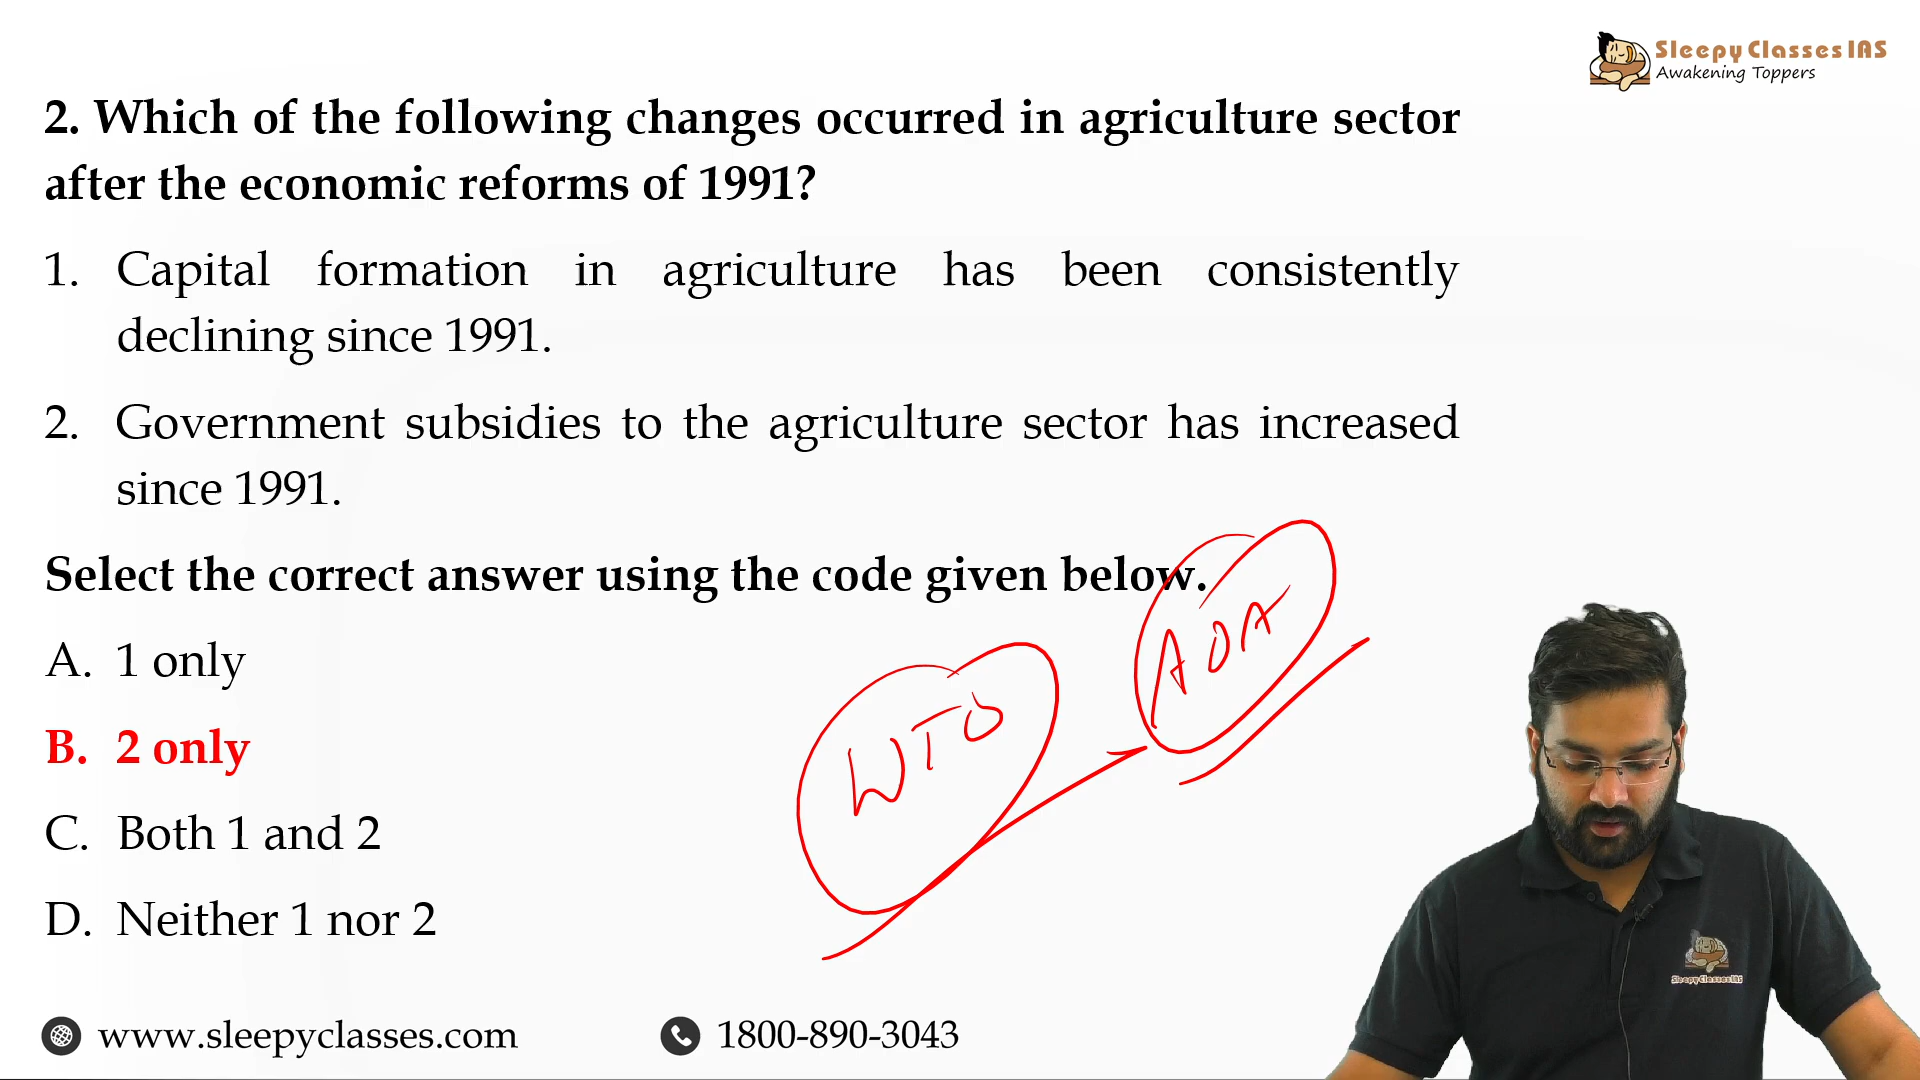 Sleepy Classes IAS
Awakening Toppers
2. Which of the following changes occurred in agriculture sector
after the economic reforms of 1991?
1. Capital formation in agriculture has been consistently
declining since 1991.
2. Government subsidies to the agriculture sector has increased
since 1991.
Select the correct answer using the code given below.
A. 1 only
B. 2 only
C. Both 1 and 2
D. Neither 1 nor 2
WTO
AOA
Sleepy Classes IAS
www.sleepyclasses.com
1800-890-3043